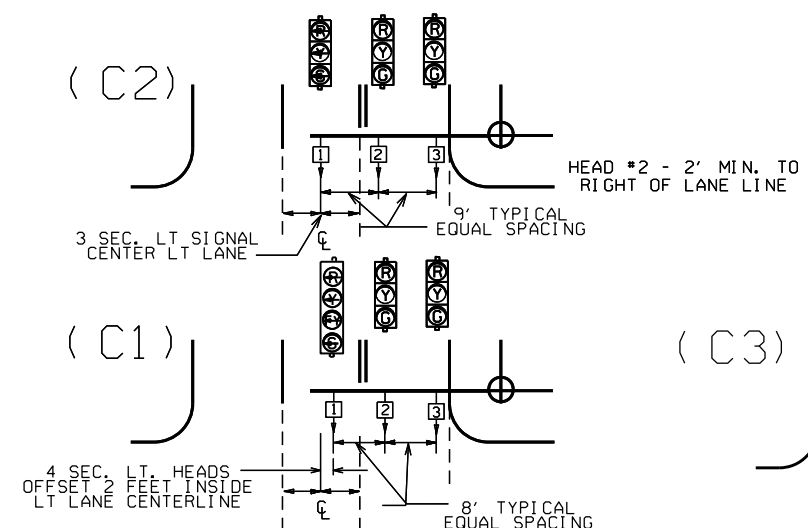 (C2)
R R R
Y Y Y
G G G
1 2 3
HEAD #2 - 2' MIN. TO
RIGHT OF LANE LINE
9' TYPICAL
EQUAL SPACING
3 SEC. LT SIGNAL
CENTER LT LANE
℄
(C1)
R R R
Y Y Y
FY
G G G
1 2 3
(C3)
4 SEC. LT. HEADS
OFFSET 2 FEET INSIDE
LT LANE CENTERLINE
℄
8' TYPICAL
EQUAL SPACING